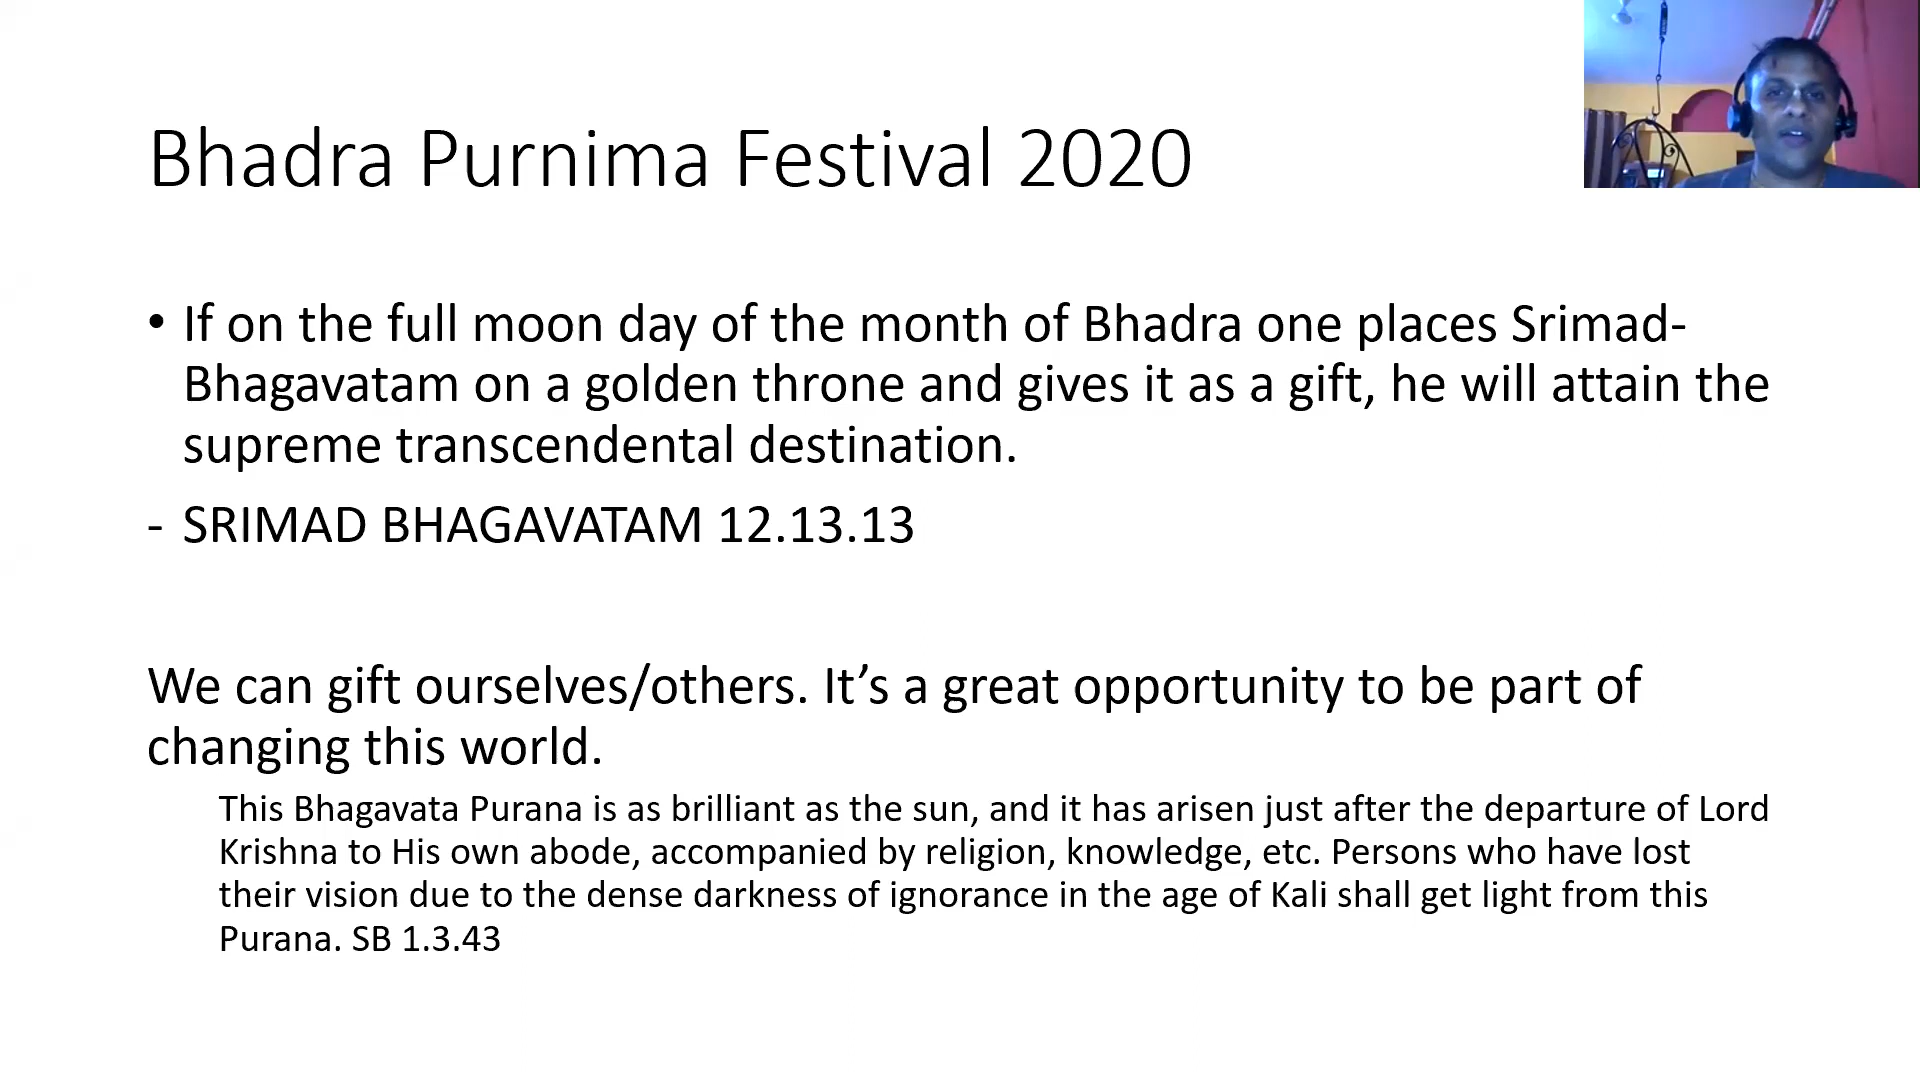 Bhadra Purnima Festival 2020
• If on the full moon day of the month of Bhadra one places Srimad-
Bhagavatam on a golden throne and gives it as a gift, he will attain the
supreme transcendental destination.
- SRIMAD BHAGAVATAM 12.13.13
We can gift ourselves/others. It’s a great opportunity to be part of
changing this world.
This Bhagavata Purana is as brilliant as the sun, and it has arisen just after the departure of Lord
Krishna to His own abode, accompanied by religion, knowledge, etc. Persons who have lost
their vision due to the dense darkness of ignorance in the age of Kali shall get light from this
Purana. SB 1.3.43